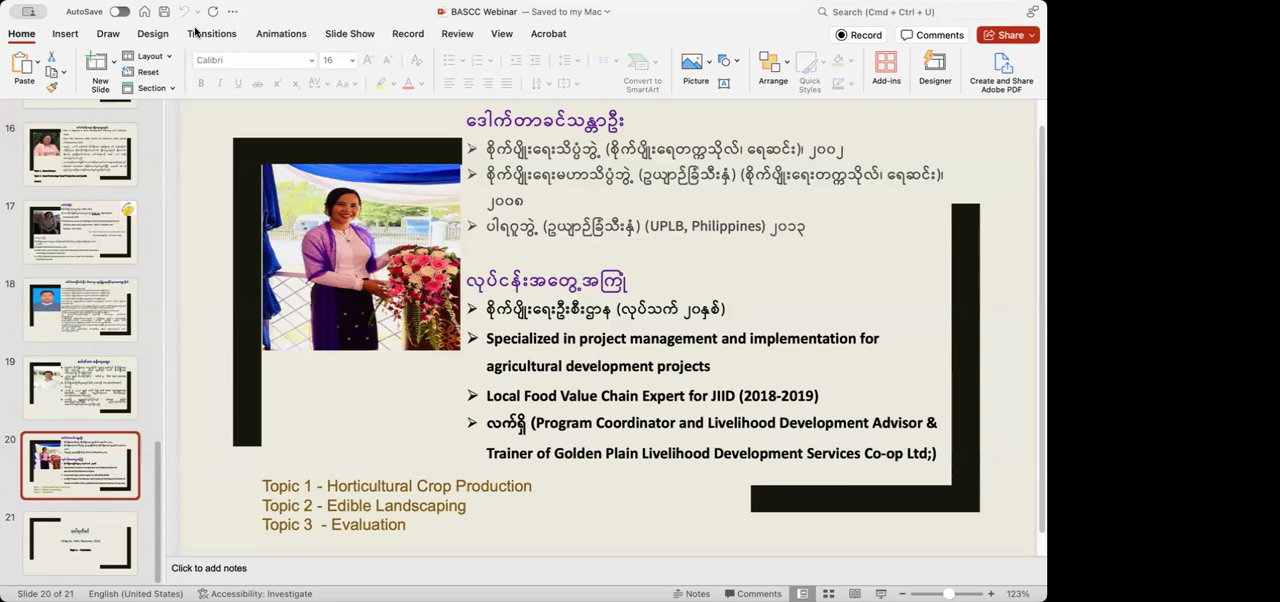 AutoSave
BASCC Webinar — Saved to my Mac
Search (Cmd + Ctrl + U)
Home Insert Draw Design Transitions Animations Slide Show Record Review View Acrobat
Record Comments Share
Paste
New Slide
Layout
Reset
Section
Calibri 16
Convert to SmartArt
Picture
Arrange
Quick Styles
Add-ins
Designer
Create and Share Adobe PDF
16
17
18
19
20
21
ဒေါက်တာခင်သန္တာဦး
➢ စိုက်ပျိုးရေးသိပ္ပံဘွဲ့ (စိုက်ပျိုးရေတက္ကသိုလ်၊ ရေဆင်း)၊ ၂၀၀၂
➢ စိုက်ပျိုးရေးမဟာသိပ္ပံဘွဲ့ (ဥယျာဉ်ခြံသီးနှံ) (စိုက်ပျိုးရေးတက္ကသိုလ်၊ ရေဆင်း)၊
၂၀၀၈
➢ ပါရဂူဘွဲ့ (ဥယျာဉ်ခြံသီးနှံ) (UPLB, Philippines) ၂၀၁၃
လုပ်ငန်းအတွေ့အကြုံ
➢ စိုက်ပျိုးရေးဦးစီးဌာန (လုပ်သက် ၂၀နှစ်)
➢ Specialized in project management and implementation for
agricultural development projects
➢ Local Food Value Chain Expert for JIID (2018-2019)
➢ လက်ရှိ (Program Coordinator and Livelihood Development Advisor &
Trainer of Golden Plain Livelihood Development Services Co-op Ltd;)
Topic 1 - Horticultural Crop Production
Topic 2 - Edible Landscaping
Topic 3 - Evaluation
Click to add notes
Slide 20 of 21 English (United States) Accessibility: Investigate Notes Comments 123%